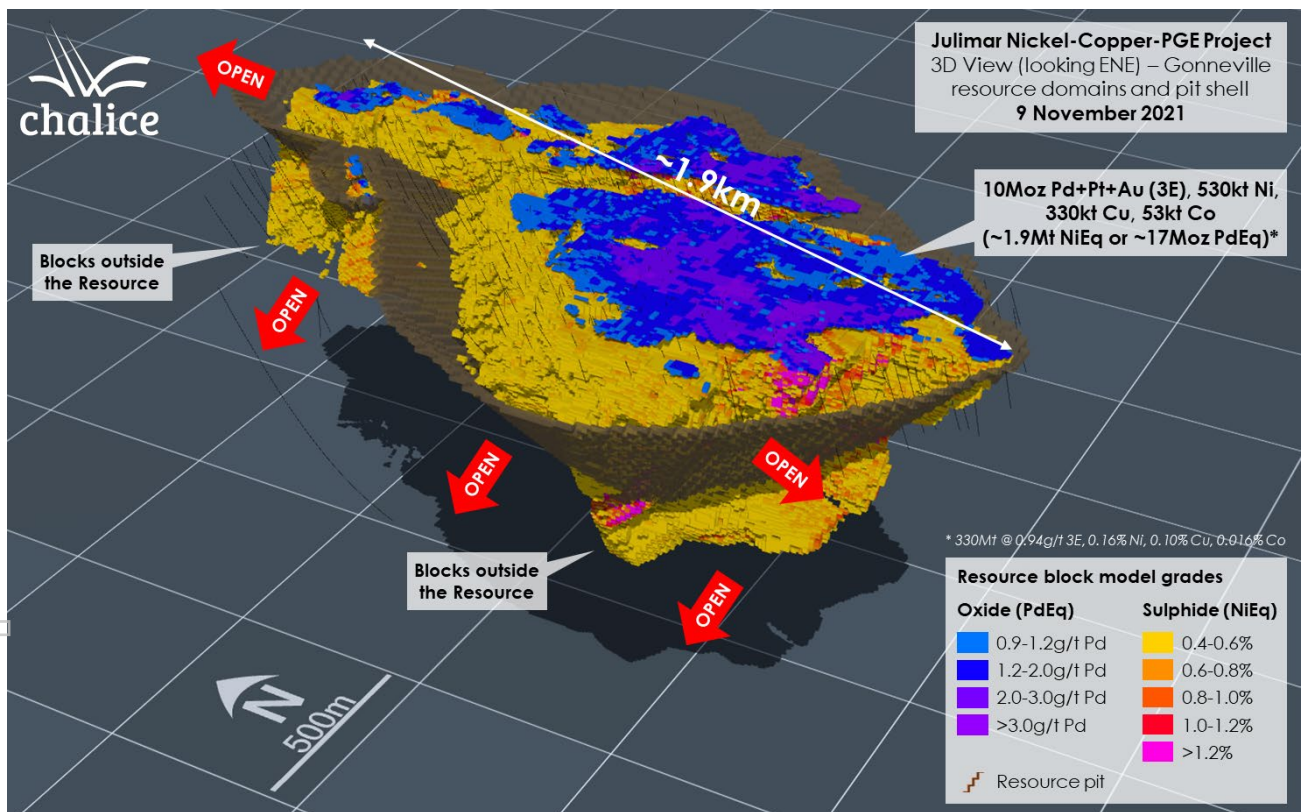 chalice
OPEN
Julimar Nickel-Copper-PGE Project
3D View (looking ENE) – Gonneville
resource domains and pit shell
9 November 2021
~1.9km
10Moz Pd+Pt+Au (3E), 530kt Ni,
330kt Cu, 53kt Co
(~1.9Mt NiEq or ~17Moz PdEq)*
Blocks outside
the Resource
OPEN
OPEN
OPEN
Blocks outside
the Resource
OPEN
N
500m
* 330Mt @ 0.94g/t 3E, 0.16% Ni, 0.10% Cu, 0.016% Co
Resource block model grades
Oxide (PdEq)
0.9-1.2g/t Pd
1.2-2.0g/t Pd
2.0-3.0g/t Pd
>3.0g/t Pd
Sulphide (NiEq)
0.4-0.6%
0.6-0.8%
0.8-1.0%
1.0-1.2%
>1.2%
Resource pit